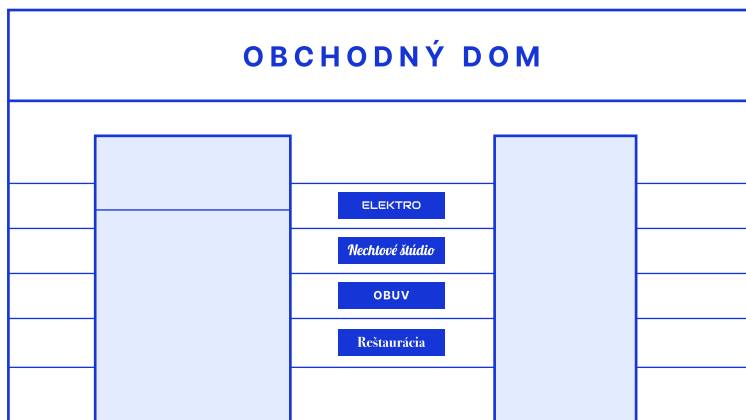 OBCHODNÝ DOM
ELEKTRO
Nechtové štúdio
OBUV
Reštaurácia